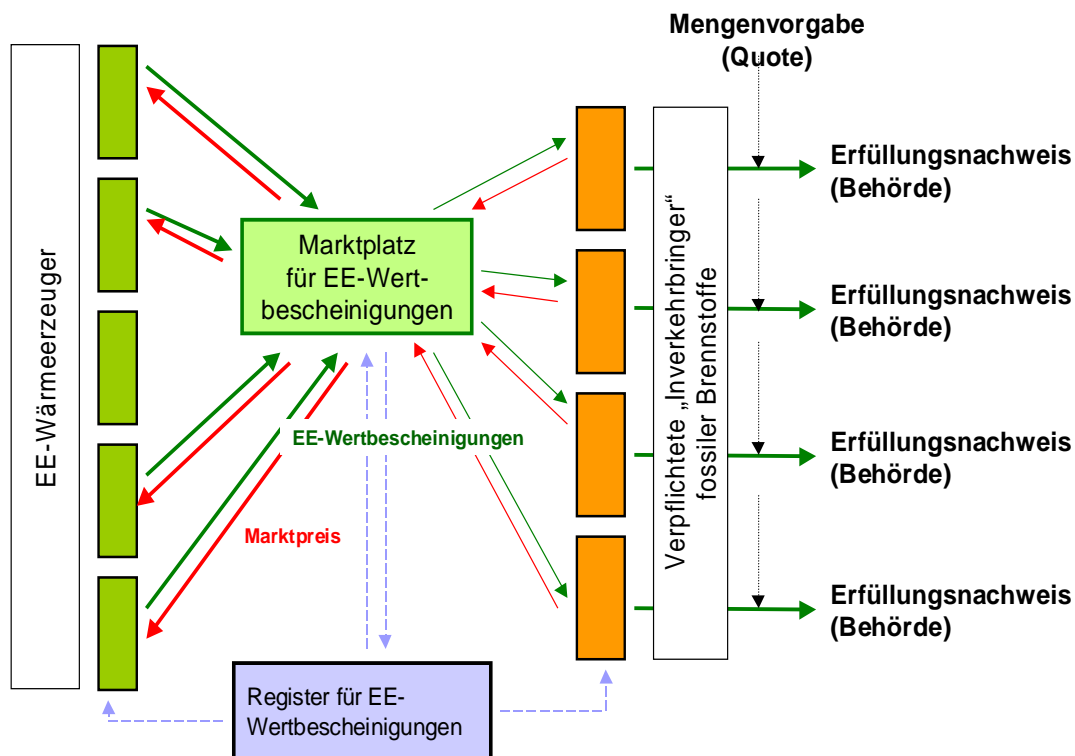 Mengenvorgabe
(Quote)
EE-Wärmeerzeuger
Marktplatz
für EE-Wert-
bescheinigungen
Verpflichtete „Inverkehrbringer“
fossiler Brennstoffe
Erfüllungsnachweis
(Behörde)
Erfüllungsnachweis
(Behörde)
EE-Wertbescheinigungen
Erfüllungsnachweis
(Behörde)
Marktpreis
Erfüllungsnachweis
(Behörde)
Register für EE-
Wertbescheinigungen